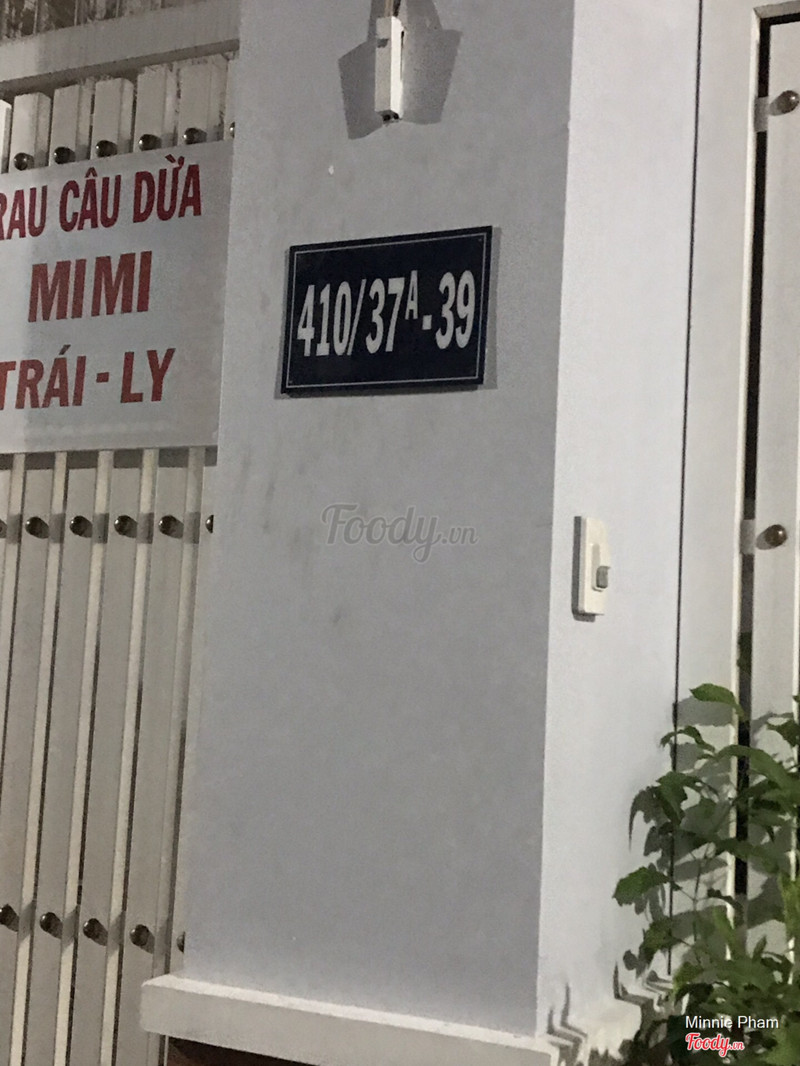 RAU CÂU DỪA
MIMI
TRÁI - LY
410/37A-39
Foody.vn
Minnie Pham
Foody.vn